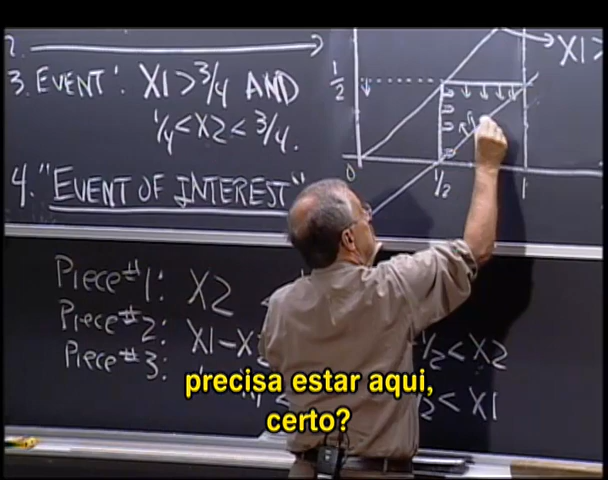 2.
3. EVENT: X1 > 3/4 AND
1/4 < X2 < 3/4.
4. "EVENT OF INTEREST"
X1 >
1/2
0
1/2
1
Piece #1: X2 <
Piece #2: X1 - X2
1/2 < X2
Piece #3:
< X1
precisa estar aqui,
certo?